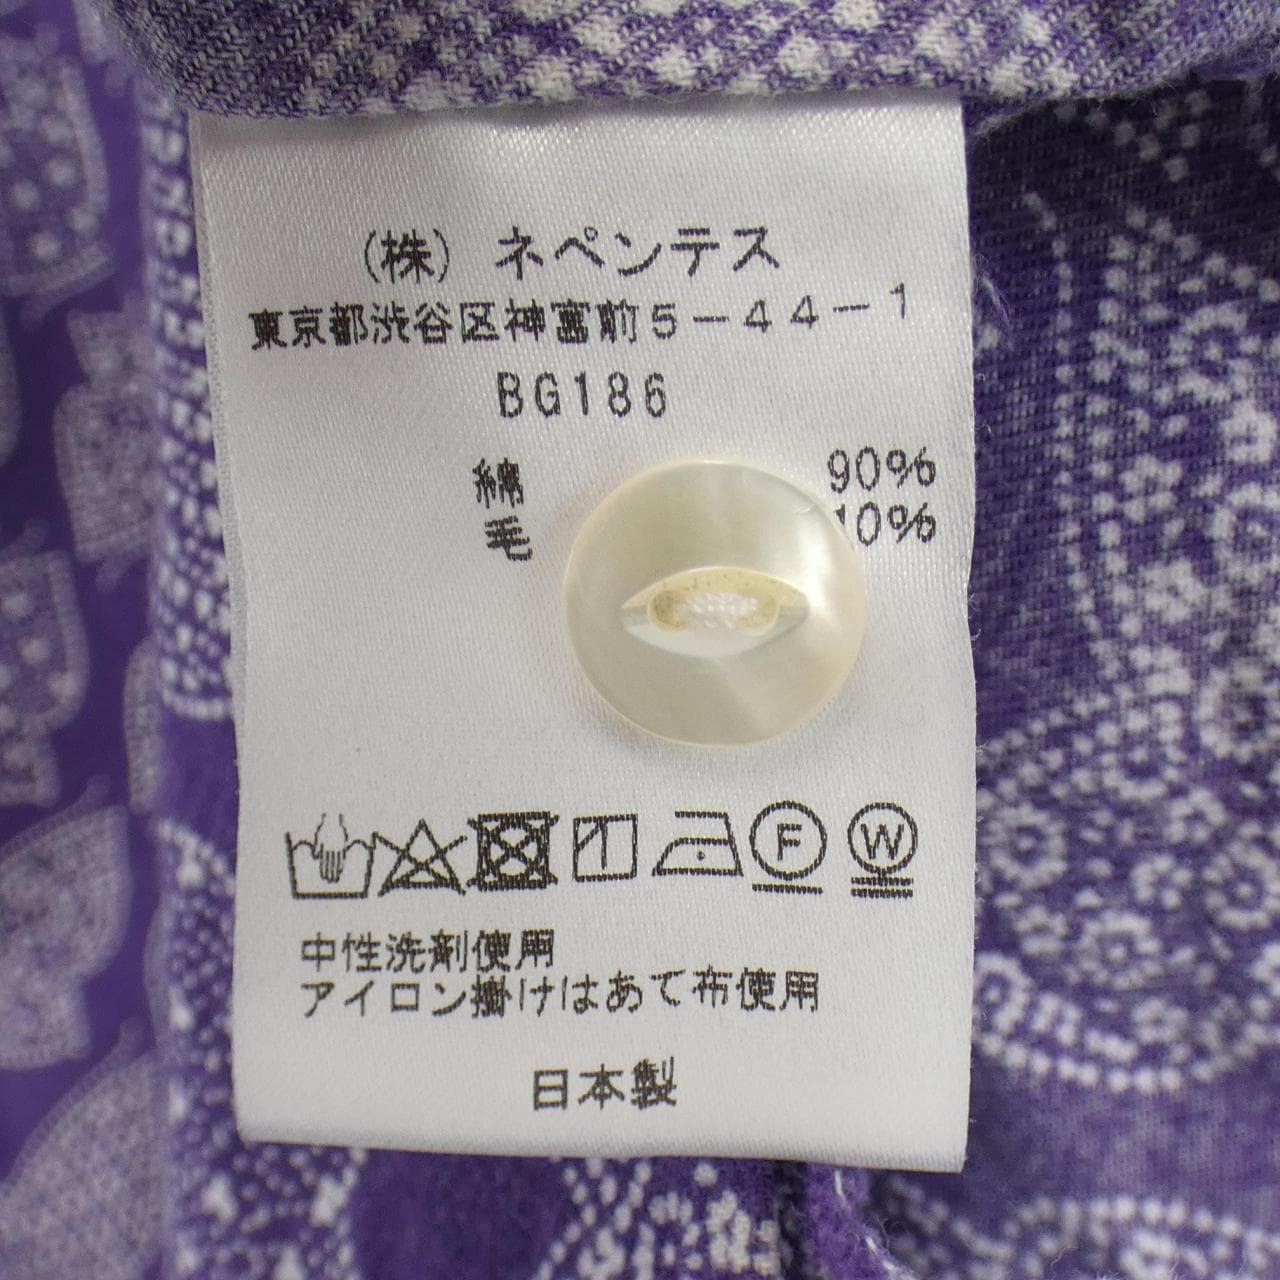 (株) ネペンテス
東京都渋谷区神宮前5-44-1
BG186
綿 90%
毛 10%
F W
中性洗剤使用
アイロン掛けはあて布使用
日本製